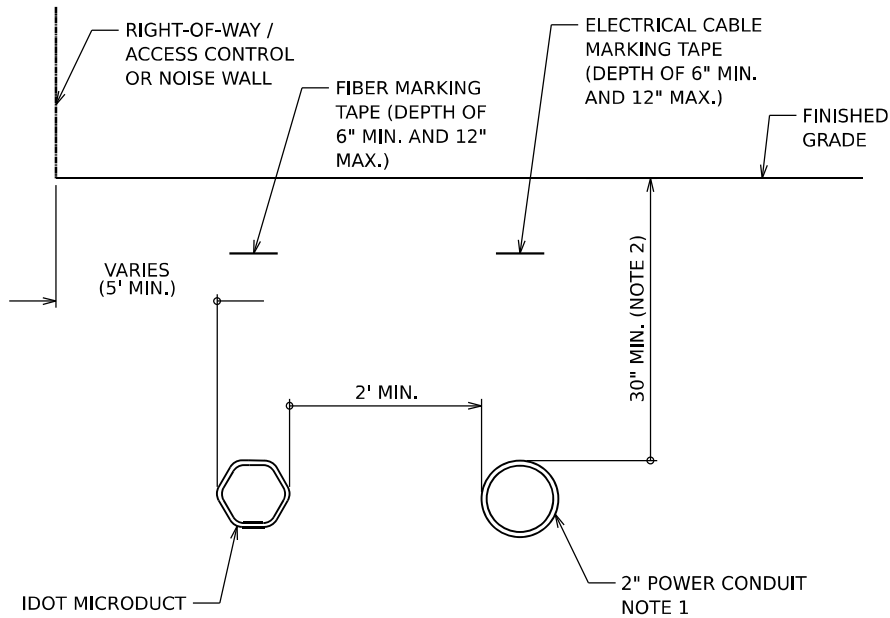 RIGHT-OF-WAY /
ACCESS CONTROL
OR NOISE WALL
FIBER MARKING
TAPE (DEPTH OF
6" MIN. AND 12"
MAX.)
ELECTRICAL CABLE
MARKING TAPE
(DEPTH OF 6" MIN.
AND 12" MAX.)
FINISHED
GRADE
VARIES
(5' MIN.)
30" MIN. (NOTE 2)
2' MIN.
IDOT MICRODUCT
2" POWER CONDUIT
NOTE 1